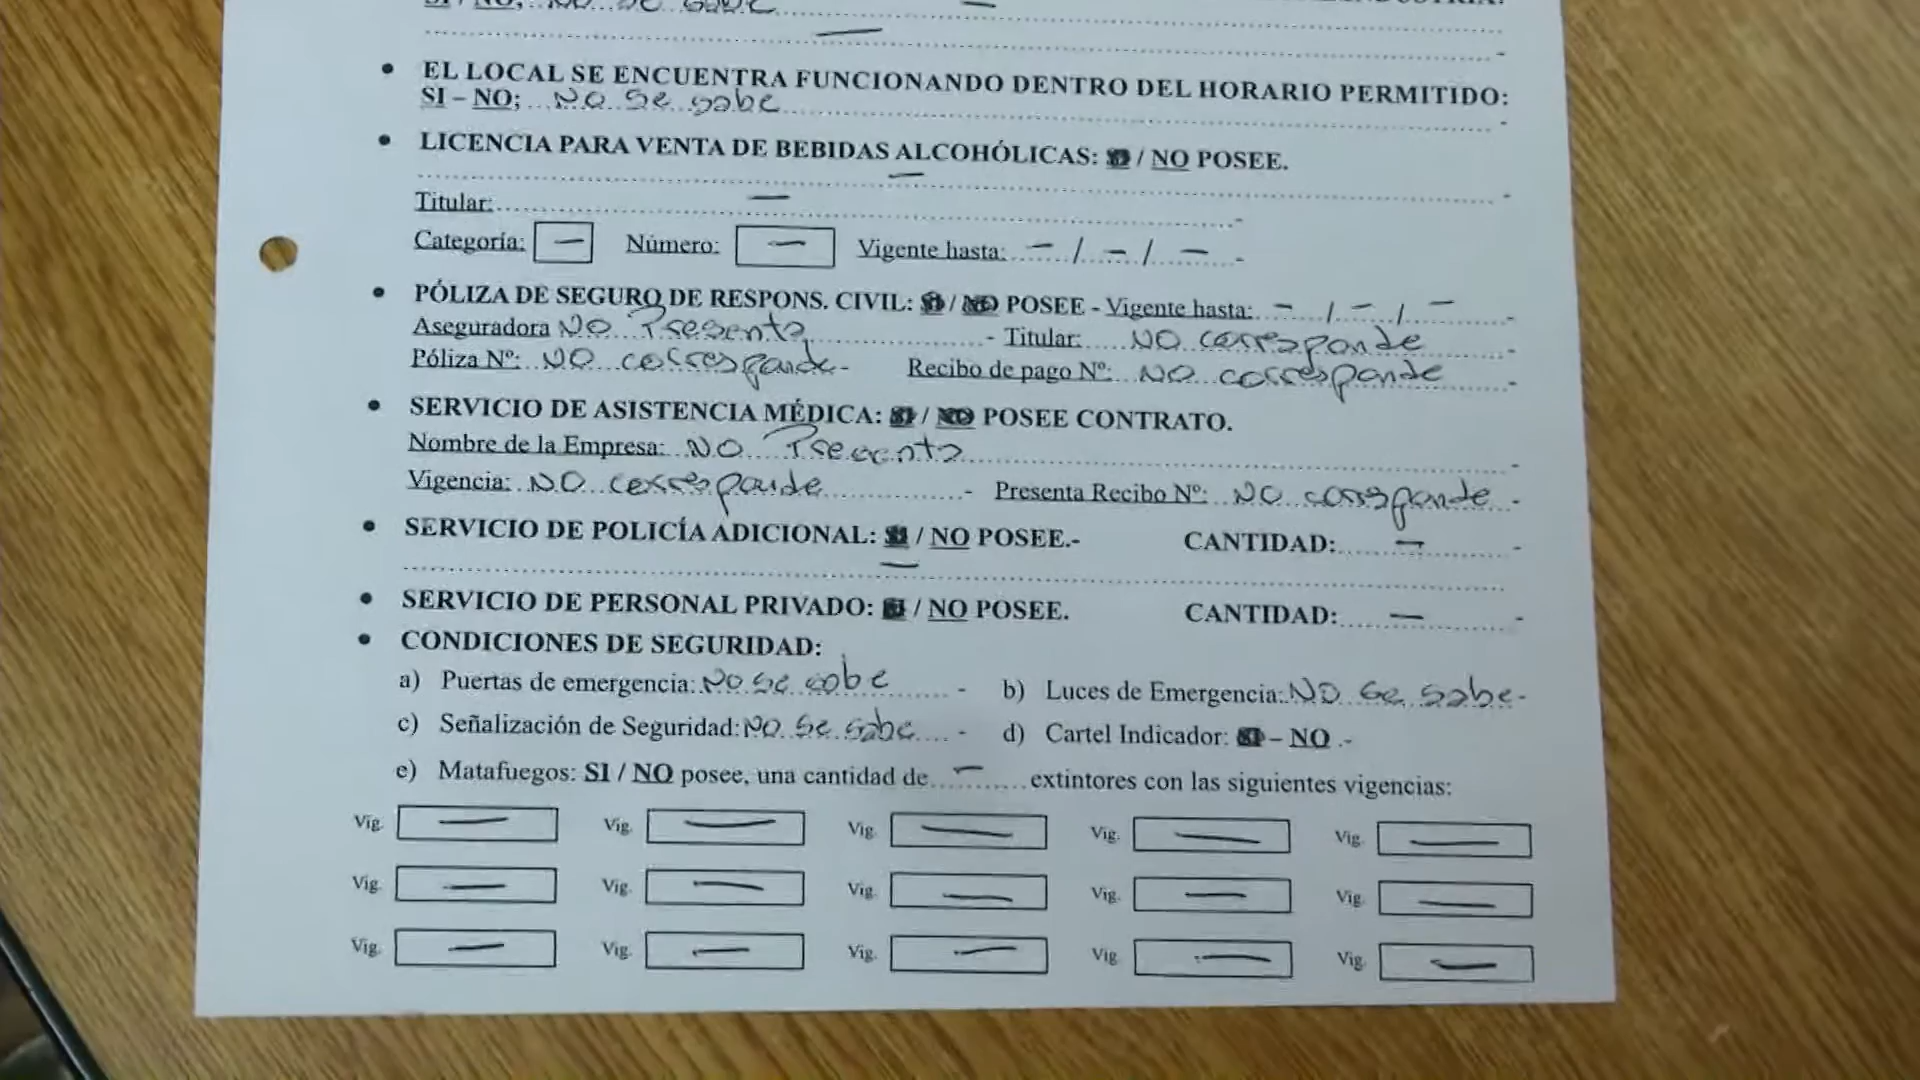 SI / NO; No se sabe
EL LOCAL SE ENCUENTRA FUNCIONANDO DENTRO DEL HORARIO PERMITIDO:
SI – NO; No se sabe
LICENCIA PARA VENTA DE BEBIDAS ALCOHÓLICAS: / NO POSEE.
Titular: —
Categoría: — Número: — Vigente hasta: — / — / —
PÓLIZA DE SEGURO DE RESPONS. CIVIL: SI / NO POSEE - Vigente hasta: — / — / —
Aseguradora NO Presenta - Titular: NO corresponde
Póliza Nº: NO corresponde - Recibo de pago Nº: NO corresponde
SERVICIO DE ASISTENCIA MÉDICA: SI / NO POSEE CONTRATO.
Nombre de la Empresa: NO Presenta
Vigencia: NO corresponde - Presenta Recibo Nº: NO corresponde
SERVICIO DE POLICÍA ADICIONAL: / NO POSEE.- CANTIDAD: —
SERVICIO DE PERSONAL PRIVADO: / NO POSEE. CANTIDAD: —
CONDICIONES DE SEGURIDAD:
a) Puertas de emergencia: No se sabe - b) Luces de Emergencia: NO se sabe -
c) Señalización de Seguridad: No se sabe - d) Cartel Indicador: SI – NO .-
e) Matafuegos: SI / NO posee, una cantidad de — extintores con las siguientes vigencias:
Vig. — Vig. — Vig. — Vig. — Vig. —
Vig. — Vig. — Vig. — Vig. — Vig. —
Vig. — Vig. — Vig. — Vig. — Vig. —